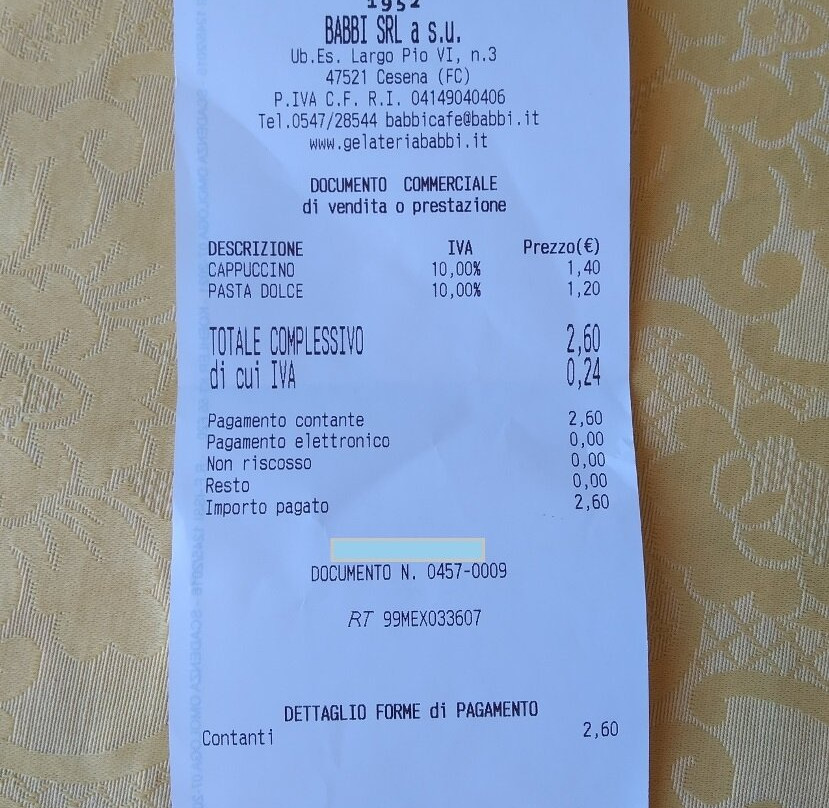 1952
BABBI SRL a s.u.
Ub.Es. Largo Pio VI, n.3
47521 Cesena (FC)
P.IVA C.F. R.I. 04149040406
Tel.0547/28544 babbicafe@babbi.it
www.gelateriababbi.it
DOCUMENTO COMMERCIALE
di vendita o prestazione
DESCRIZIONE IVA Prezzo(€)
CAPPUCCINO 10,00% 1,40
PASTA DOLCE 10,00% 1,20
TOTALE COMPLESSIVO 2,60
di cui IVA 0,24
Pagamento contante 2,60
Pagamento elettronico 0,00
Non riscosso 0,00
Resto 0,00
Importo pagato 2,60
DOCUMENTO N. 0457-0009
RT 99MEX033607
DETTAGLIO FORME di PAGAMENTO
Contanti 2,60